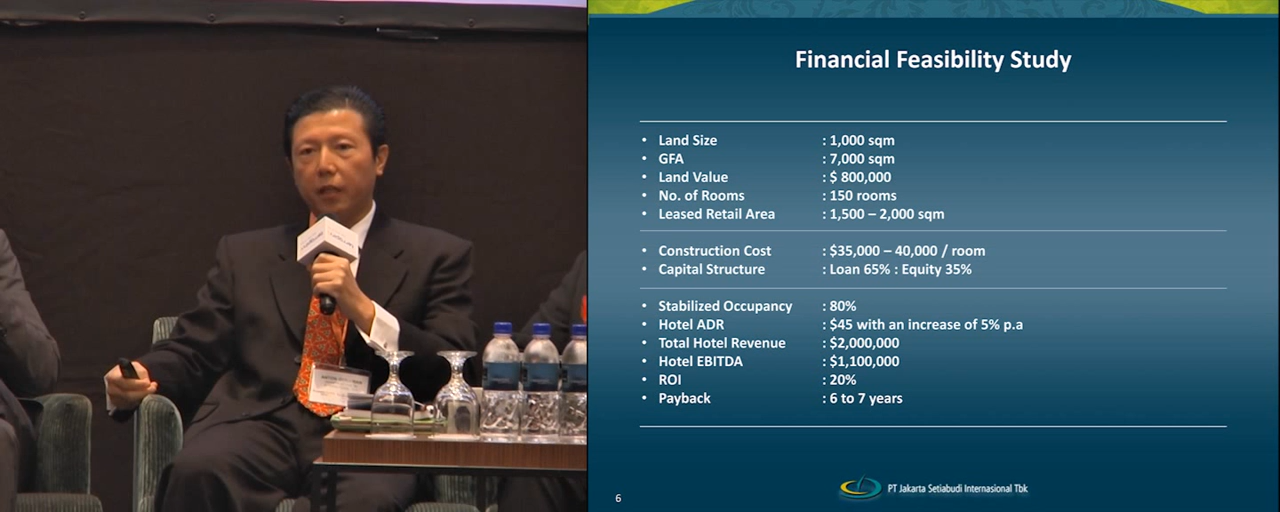 Financial Feasibility Study
• Land Size : 1,000 sqm
• GFA : 7,000 sqm
• Land Value : $ 800,000
• No. of Rooms : 150 rooms
• Leased Retail Area : 1,500 – 2,000 sqm
• Construction Cost : $35,000 – 40,000 / room
• Capital Structure : Loan 65% : Equity 35%
• Stabilized Occupancy : 80%
• Hotel ADR : $45 with an increase of 5% p.a
• Total Hotel Revenue : $2,000,000
• Hotel EBITDA : $1,100,000
• ROI : 20%
• Payback : 6 to 7 years
PT Jakarta Setiabudi Internasional Tbk
6